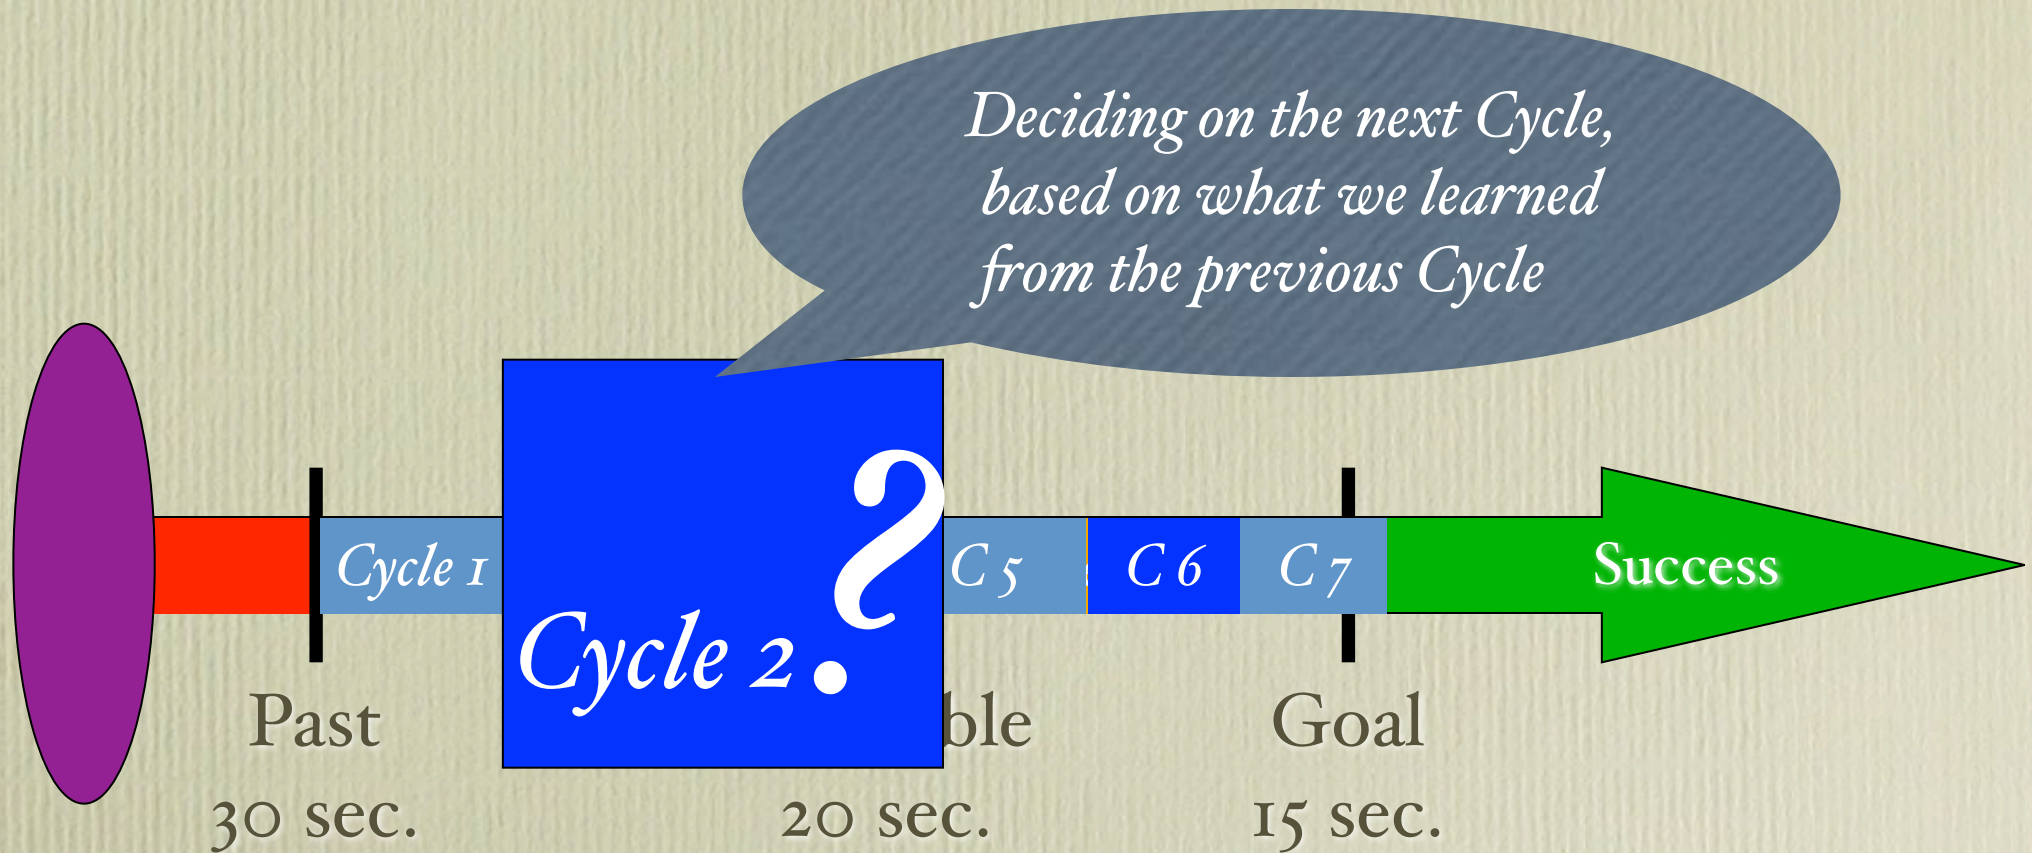 Deciding on the next Cycle,
based on what we learned
from the previous Cycle
Cycle 1
Cycle 2
?
C 5
C 6
C 7
Success
Past
ble
Goal
30 sec.
20 sec.
15 sec.